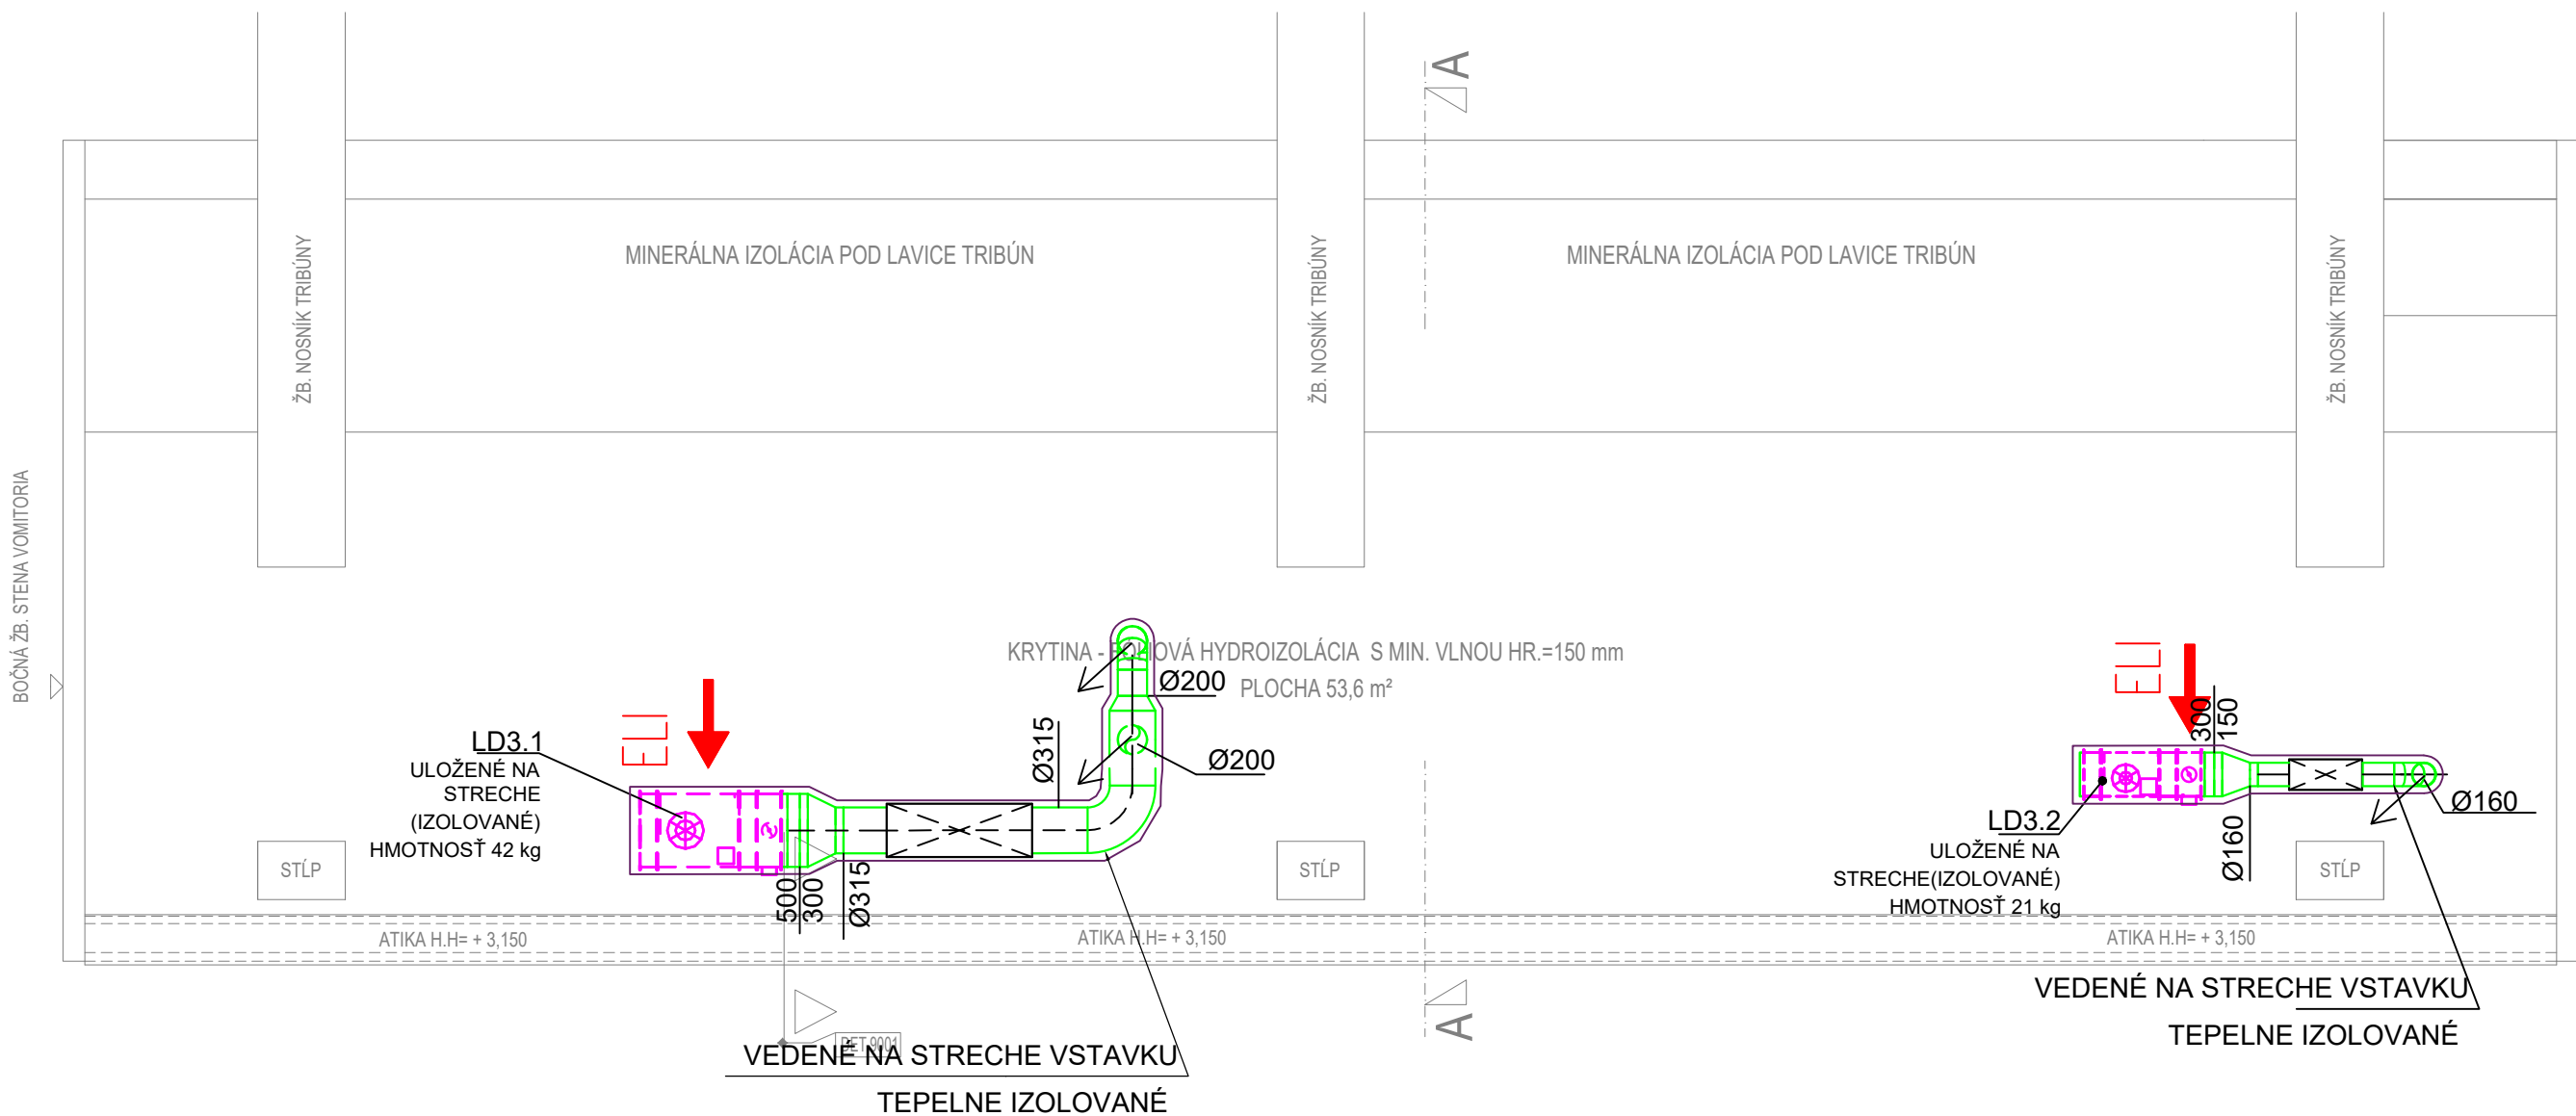 A
MINERÁLNA IZOLÁCIA POD LAVICE TRIBÚN
MINERÁLNA IZOLÁCIA POD LAVICE TRIBÚN
ŽB. NOSNÍK TRIBÚNY
ŽB. NOSNÍK TRIBÚNY
ŽB. NOSNÍK TRIBÚNY
BOČNÁ ŽB. STENA VOMITORIA
KRYTINA - FÓLIOVÁ HYDROIZOLÁCIA S MIN. VLNOU HR.=150 mm
PLOCHA 53,6 m²
Ø200
Ø200
Ø315
LD3.1
ULOŽENÉ NA
STRECHE
(IZOLOVANÉ)
HMOTNOSŤ 42 kg
500
300
Ø315
300
150
Ø160
Ø160
LD3.2
ULOŽENÉ NA
STRECHE(IZOLOVANÉ)
HMOTNOSŤ 21 kg
STĹP
STĹP
STĹP
ATIKA H.H= + 3,150
ATIKA H.H= + 3,150
ATIKA H.H= + 3,150
A
DET.9001
VEDENÉ NA STRECHE VSTAVKU
TEPELNE IZOLOVANÉ
VEDENÉ NA STRECHE VSTAVKU
TEPELNE IZOLOVANÉ